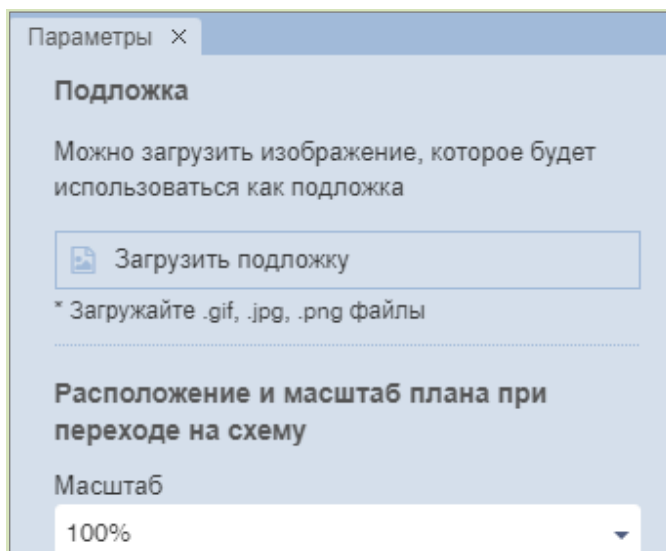 Параметры ×
Подложка
Можно загрузить изображение, которое будет
использоваться как подложка
Загрузить подложку
* Загружайте .gif, .jpg, .png файлы
Расположение и масштаб плана при
переходе на схему
Масштаб
100%